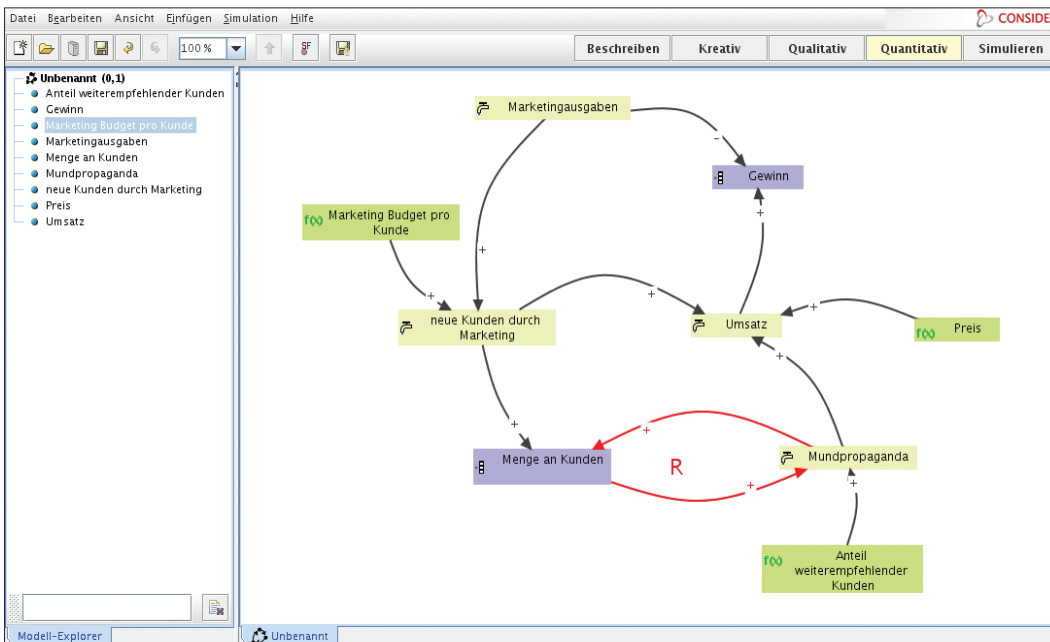 Datei Bearbeiten Ansicht Einfügen Simulation Hilfe
CONSIDE
100 %
SF
Beschreiben Kreativ Qualitativ Quantitativ Simulieren
Unbenannt (0,1)
Anteil weiterempfehlender Kunden
Gewinn
Marketing Budget pro Kunde
Marketingausgaben
Menge an Kunden
Mundpropaganda
neue Kunden durch Marketing
Preis
Umsatz
Marketingausgaben
-
Gewinn
+
f(x) Marketing Budget pro
Kunde
+
+
+
neue Kunden durch
Marketing
Umsatz
+
f(x) Preis
+
+
Menge an Kunden
+
R
Mundpropaganda
+
+
f(x) Anteil
weiterempfehlender
Kunden
Modell-Explorer
Unbenannt